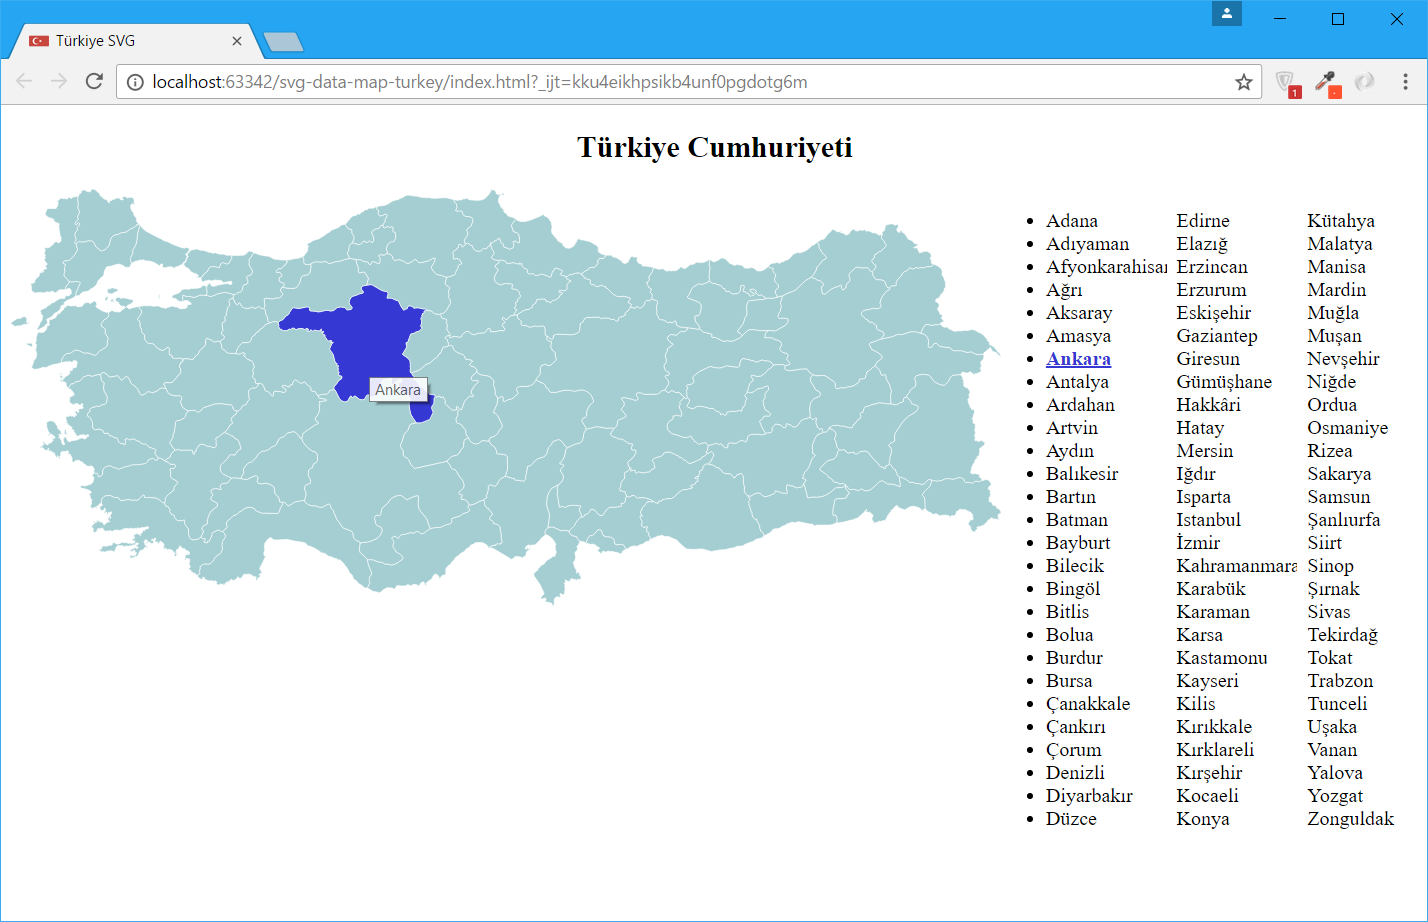 Türkiye SVG
localhost:63342/svg-data-map-turkey/index.html?_ijt=kku4eikhpsikb4unf0pgdotg6m
1
Türkiye Cumhuriyeti
Ankara
Adana
Adıyaman
Afyonkarahisar
Ağrı
Aksaray
Amasya
Ankara
Antalya
Ardahan
Artvin
Aydın
Balıkesir
Bartın
Batman
Bayburt
Bilecik
Bingöl
Bitlis
Bolua
Burdur
Bursa
Çanakkale
Çankırı
Çorum
Denizli
Diyarbakır
Düzce
Edirne
Elazığ
Erzincan
Erzurum
Eskişehir
Gaziantep
Giresun
Gümüşhane
Hakkâri
Hatay
Mersin
Iğdır
Isparta
Istanbul
İzmir
Kahramanmara
Karabük
Karaman
Karsa
Kastamonu
Kayseri
Kilis
Kırıkkale
Kırklareli
Kırşehir
Kocaeli
Konya
Kütahya
Malatya
Manisa
Mardin
Muğla
Muşan
Nevşehir
Niğde
Ordua
Osmaniye
Rizea
Sakarya
Samsun
Şanlıurfa
Siirt
Sinop
Şırnak
Sivas
Tekirdağ
Tokat
Trabzon
Tunceli
Uşaka
Vanan
Yalova
Yozgat
Zonguldak